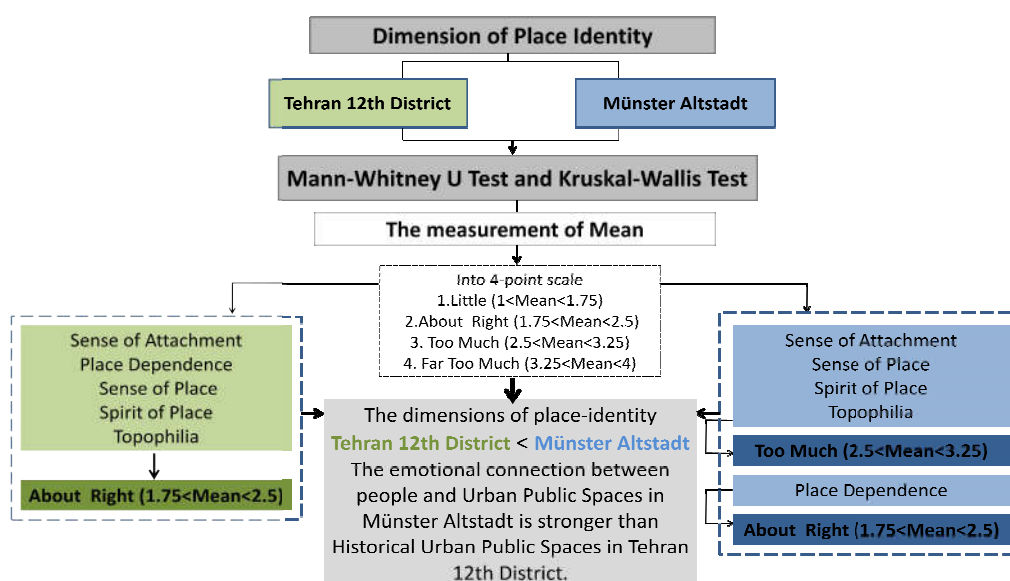 Dimension of Place Identity
Tehran 12th District
Münster Altstadt
Mann-Whitney U Test and Kruskal-Wallis Test
The measurement of Mean
Into 4-point scale
1.Little (1<Mean<1.75)
2.About Right (1.75<Mean<2.5)
3. Too Much (2.5<Mean<3.25)
4. Far Too Much (3.25<Mean<4)
Sense of Attachment
Place Dependence
Sense of Place
Spirit of Place
Topophilia
About Right (1.75<Mean<2.5)
The dimensions of place-identity
Tehran 12th District < Münster Altstadt
The emotional connection between
people and Urban Public Spaces in
Münster Altstadt is stronger than
Historical Urban Public Spaces in Tehran
12th District.
Sense of Attachment
Sense of Place
Spirit of Place
Topophilia
Too Much (2.5<Mean<3.25)
Place Dependence
About Right (1.75<Mean<2.5)